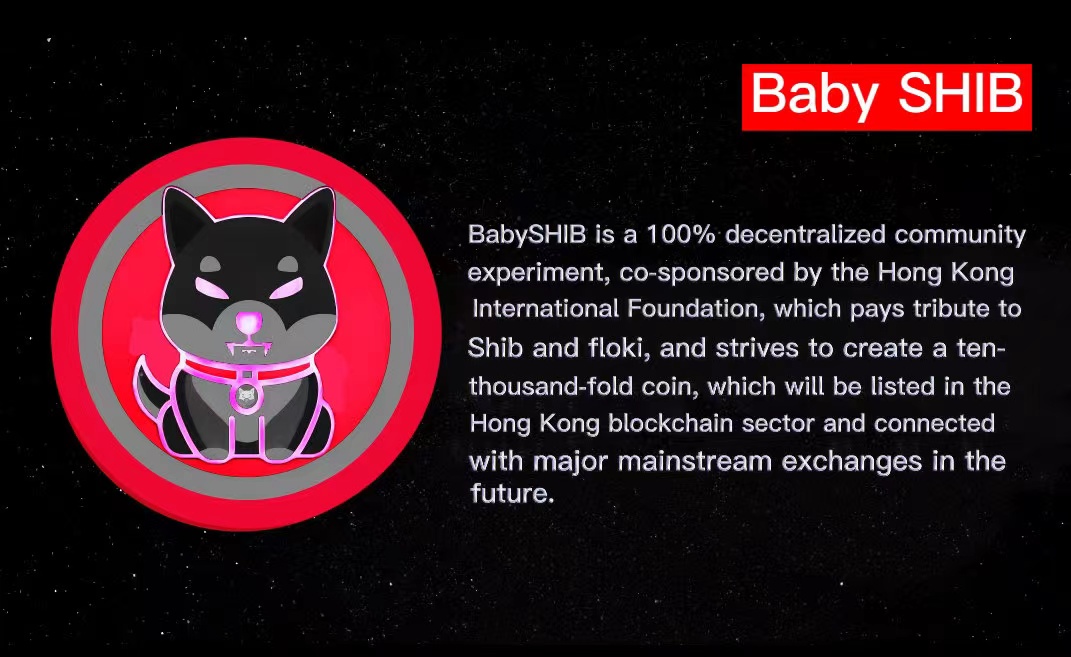 Baby SHIB
BabySHIB is a 100% decentralized community
experiment, co-sponsored by the Hong Kong
International Foundation, which pays tribute to
Shib and floki, and strives to create a ten-
thousand-fold coin, which will be listed in the
Hong Kong blockchain sector and connected
with major mainstream exchanges in the
future.